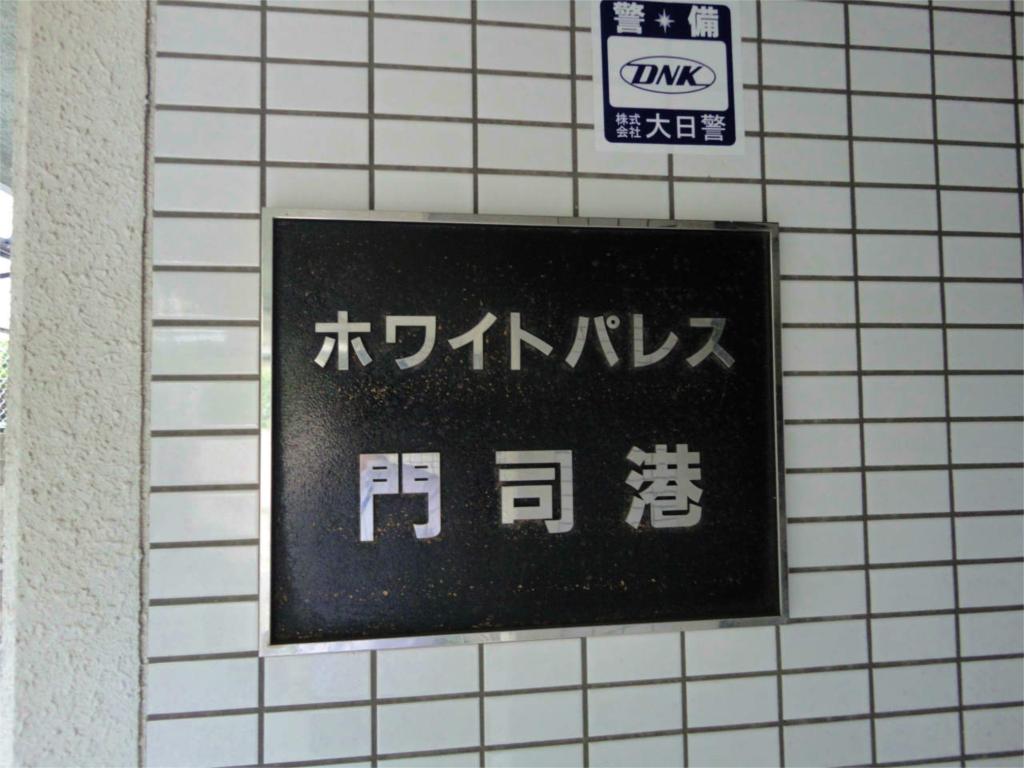 警備
DNK
株式会社 大日警
ホワイトパレス
門司港